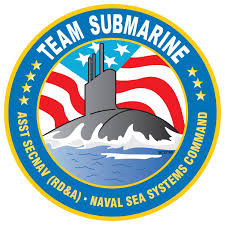 TEAM SUBMARINE
ASST SECNAV (RD&A) • NAVAL SEA SYSTEMS COMMAND